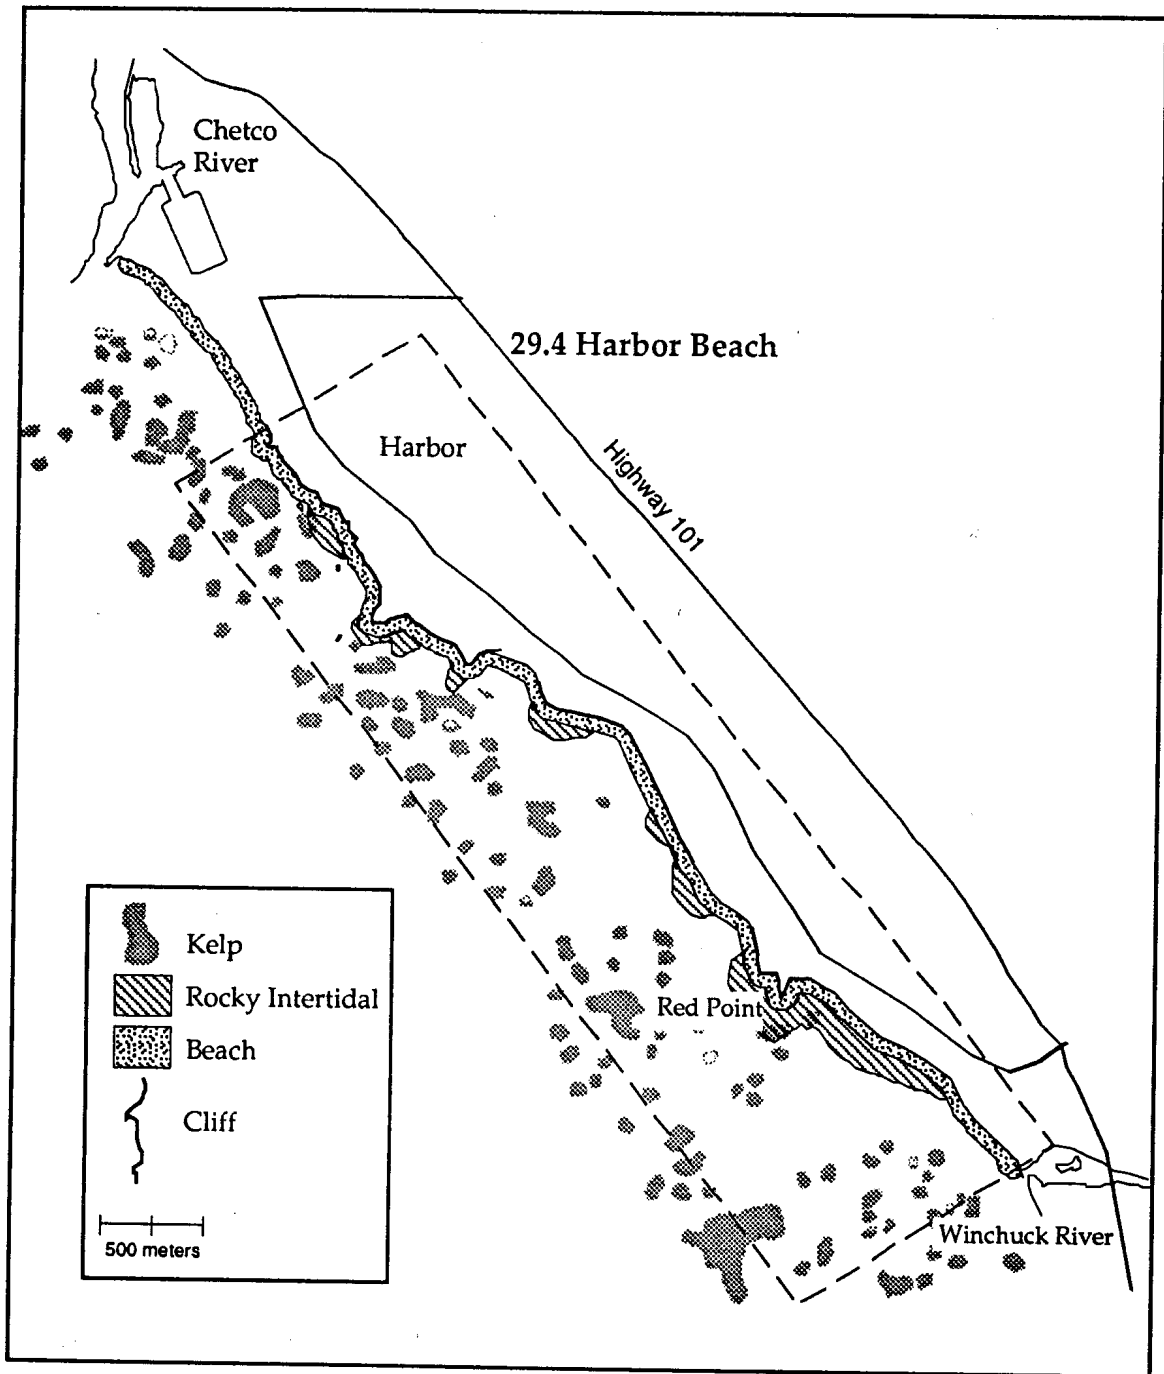 Chetco
River
29.4 Harbor Beach
Harbor
Highway 101
Red Point
Winchuck River
Kelp
Rocky Intertidal
Beach
Cliff
500 meters